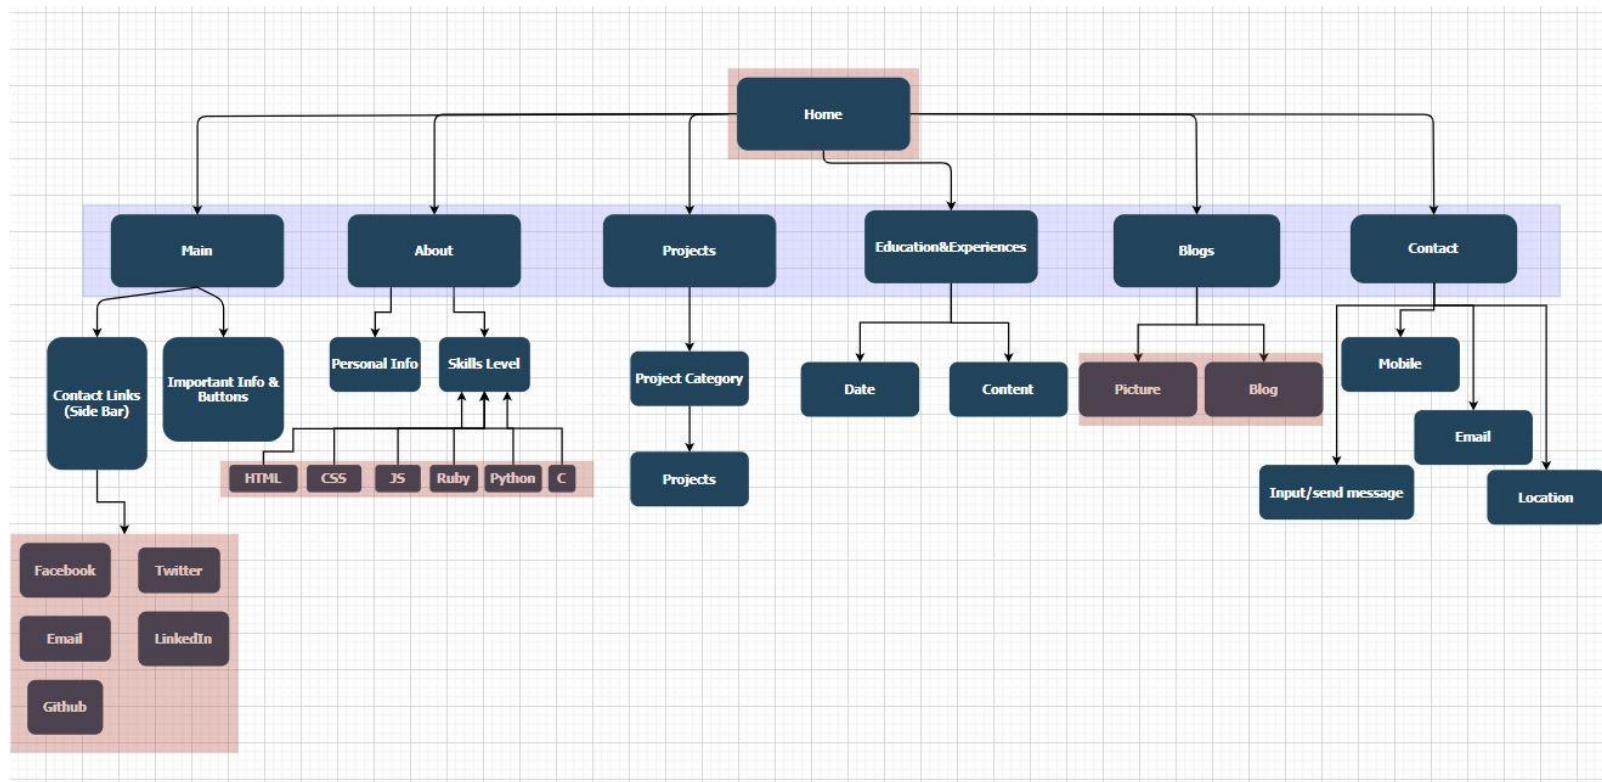 Home
Main
About
Projects
Education&Experiences
Blogs
Contact
Contact Links
(Side Bar)
Important Info &
Buttons
Personal Info
Skills Level
Project Category
Date
Content
Picture
Blog
Mobile
Email
Input/send message
Location
HTML
CSS
JS
Ruby
Python
C
Projects
Facebook
Twitter
Email
LinkedIn
Github